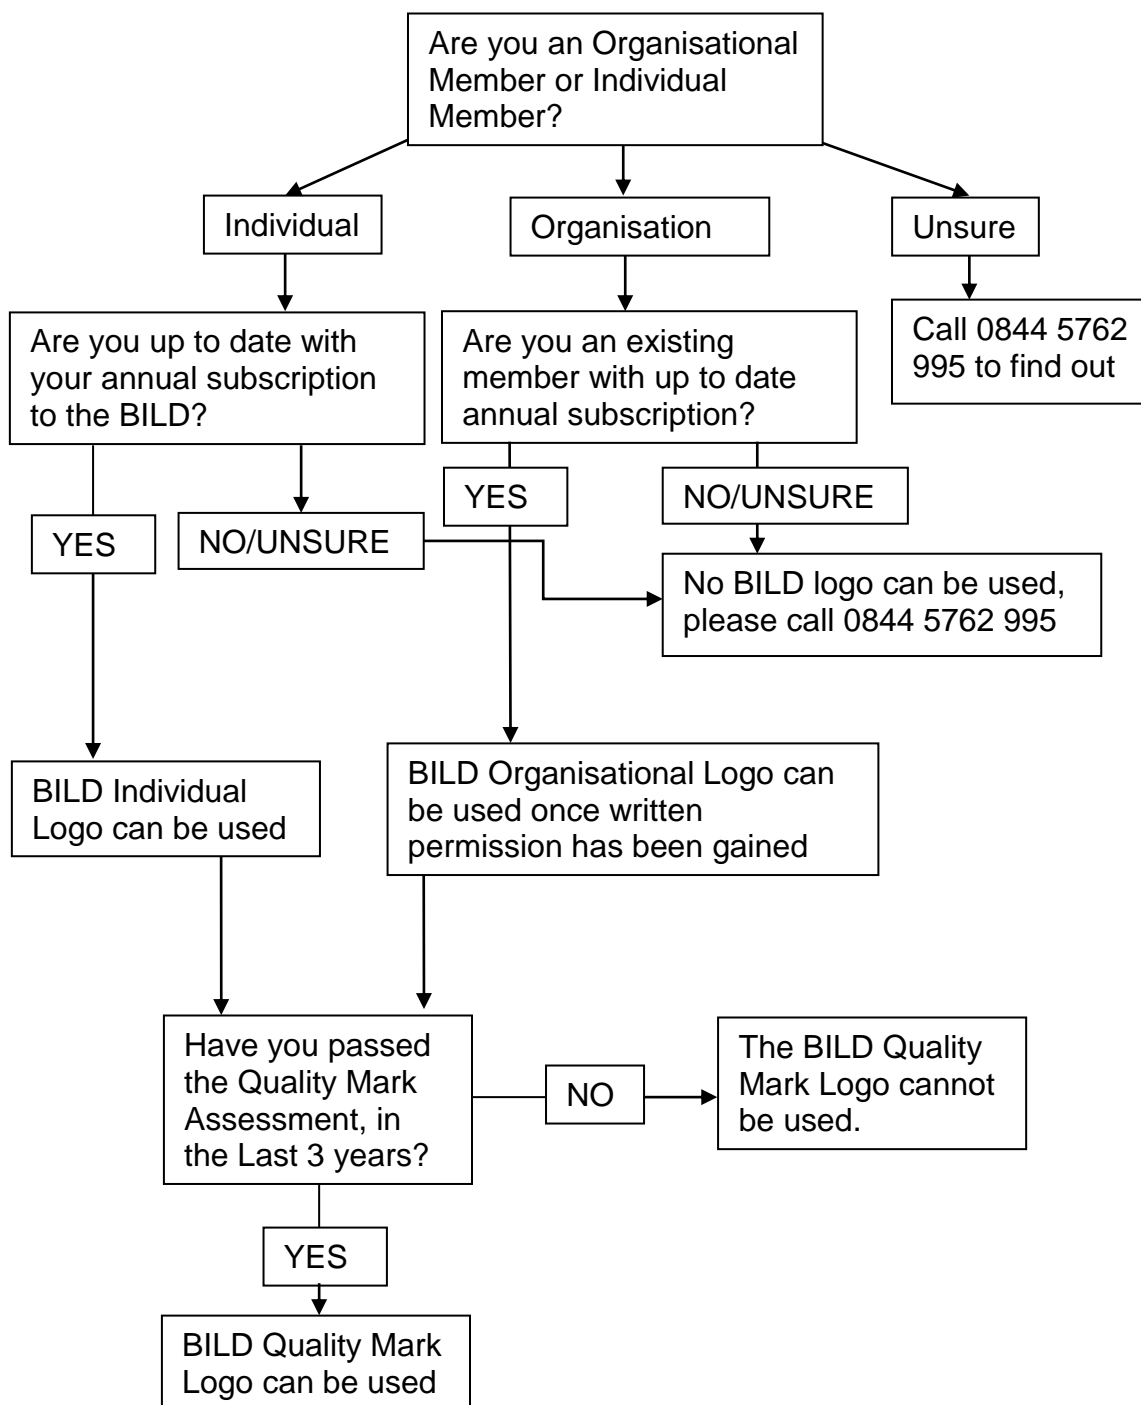 Are you an Organisational
Member or Individual
Member?
Individual
Organisation
Unsure
Are you up to date with
your annual subscription
to the BILD?
Are you an existing
member with up to date
annual subscription?
Call 0844 5762
995 to find out
YES
NO/UNSURE
YES
NO/UNSURE
No BILD logo can be used,
please call 0844 5762 995
BILD Individual
Logo can be used
BILD Organisational Logo can
be used once written
permission has been gained
Have you passed
the Quality Mark
Assessment, in
the Last 3 years?
NO
The BILD Quality
Mark Logo cannot
be used.
YES
BILD Quality Mark
Logo can be used